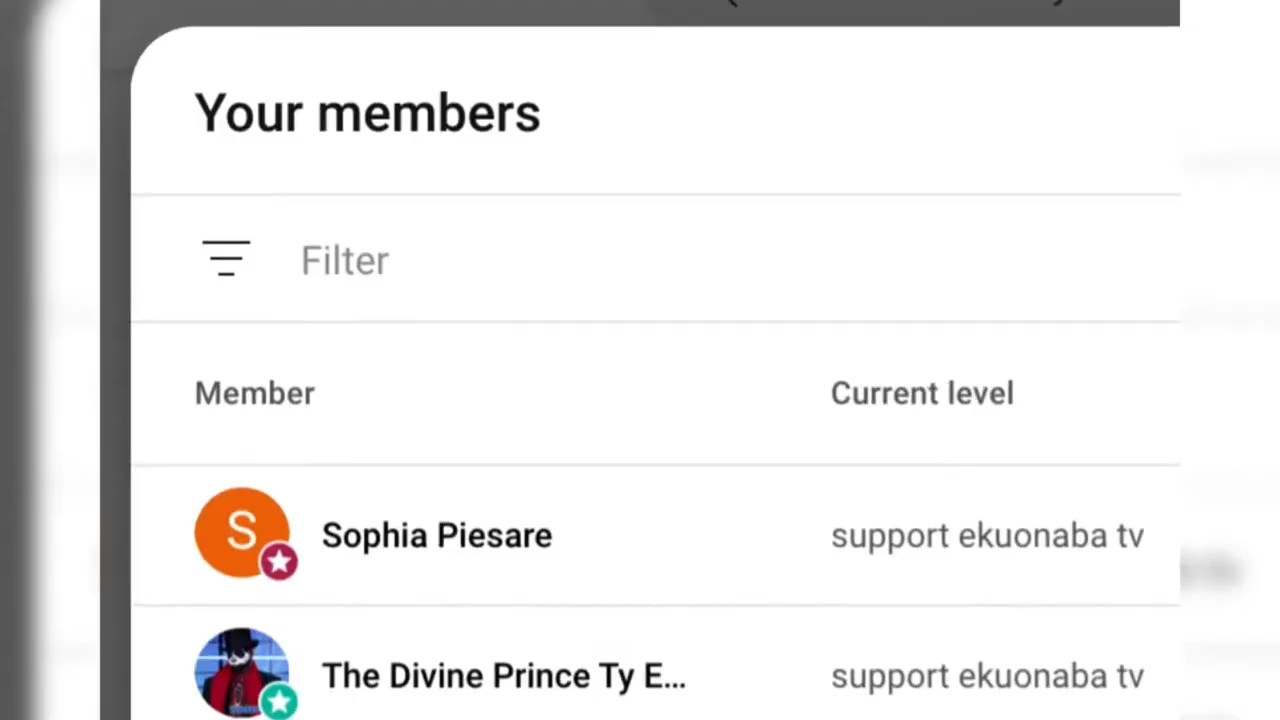 Your members
Filter
Member Current level
S Sophia Piesare support ekuonaba tv
The Divine Prince Ty E... support ekuonaba tv